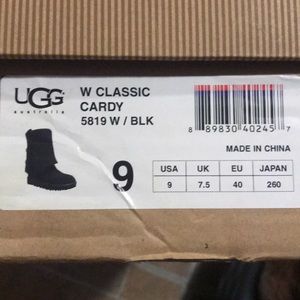 UGG
australia
W CLASSIC
CARDY
5819 W / BLK
8 89830 40245 7
MADE IN CHINA
9
USA UK EU JAPAN
9 7.5 40 260